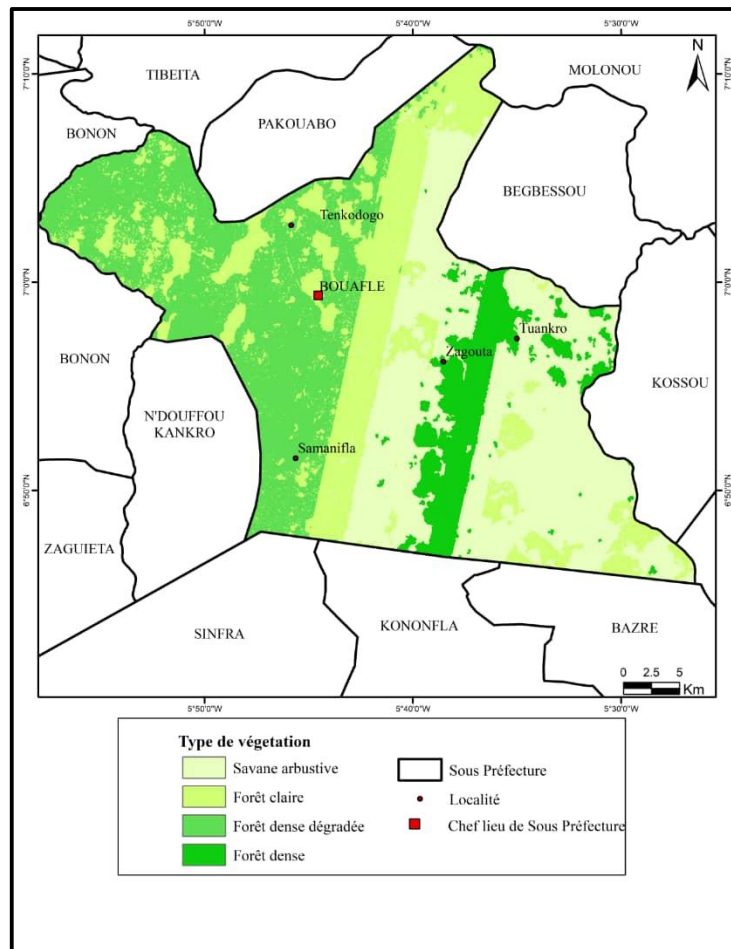 5°50'0"W
5°40'0"W
5°30'0"W
N
7°10'0"N
7°10'0"N
TIBEITA
MOLONOU
PAKOUABO
BONON
BEGBESSOU
Tenkodogo
7°0'0"N
7°0'0"N
BOUAFLE
Tuankro
Zagouta
BONON
KOSSOU
N'DOUFFOU
KANKRO
Samanifla
6°50'0"N
6°50'0"N
ZAGUIETA
SINFRA
KONONFLA
BAZRE
0 2.5 5
Km
5°50'0"W
5°40'0"W
5°30'0"W
Type de végetation
Savane arbustive
Forêt claire
Forêt dense dégradée
Forêt dense
Sous Préfecture
Localité
Chef lieu de Sous Préfecture